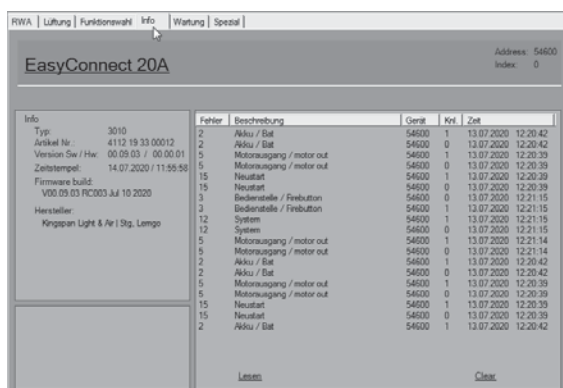 RWA | Lüftung | Funktionswahl | Info | Wartung | Spezial
Address: 54600
Index: 0
EasyConnect 20A
Info
Typ: 3010
Artikel Nr.: 4112 19 33 00012
Version Sw / Hw: 00.09.03 / 00.00.01
Zeitstempel: 14.07.2020 / 11:55:58
Firmware build:
V00.09.03 RC003 Jul 10 2020
Hersteller:
Kingspan Light & Air | Stg, Lemgo
Fehler Beschreibung Gerät Knl. Zeit
2 Akku / Bat 54600 1 13.07.2020 12:20:42
2 Akku / Bat 54600 0 13.07.2020 12:20:42
5 Motorausgang / motor out 54600 1 13.07.2020 12:20:39
5 Motorausgang / motor out 54600 0 13.07.2020 12:20:39
15 Neustart 54600 1 13.07.2020 12:20:39
15 Neustart 54600 0 13.07.2020 12:20:39
3 Bedienstelle / Firebutton 54600 0 13.07.2020 12:21:15
3 Bedienstelle / Firebutton 54600 1 13.07.2020 12:21:15
12 System 54600 1 13.07.2020 12:21:15
12 System 54600 0 13.07.2020 12:21:15
5 Motorausgang / motor out 54600 1 13.07.2020 12:21:14
5 Motorausgang / motor out 54600 0 13.07.2020 12:21:14
2 Akku / Bat 54600 1 13.07.2020 12:20:42
2 Akku / Bat 54600 0 13.07.2020 12:20:42
5 Motorausgang / motor out 54600 0 13.07.2020 12:20:39
5 Motorausgang / motor out 54600 1 13.07.2020 12:20:39
15 Neustart 54600 1 13.07.2020 12:20:39
15 Neustart 54600 0 13.07.2020 12:20:39
2 Akku / Bat 54600 1 13.07.2020 12:20:42
Lesen Clear